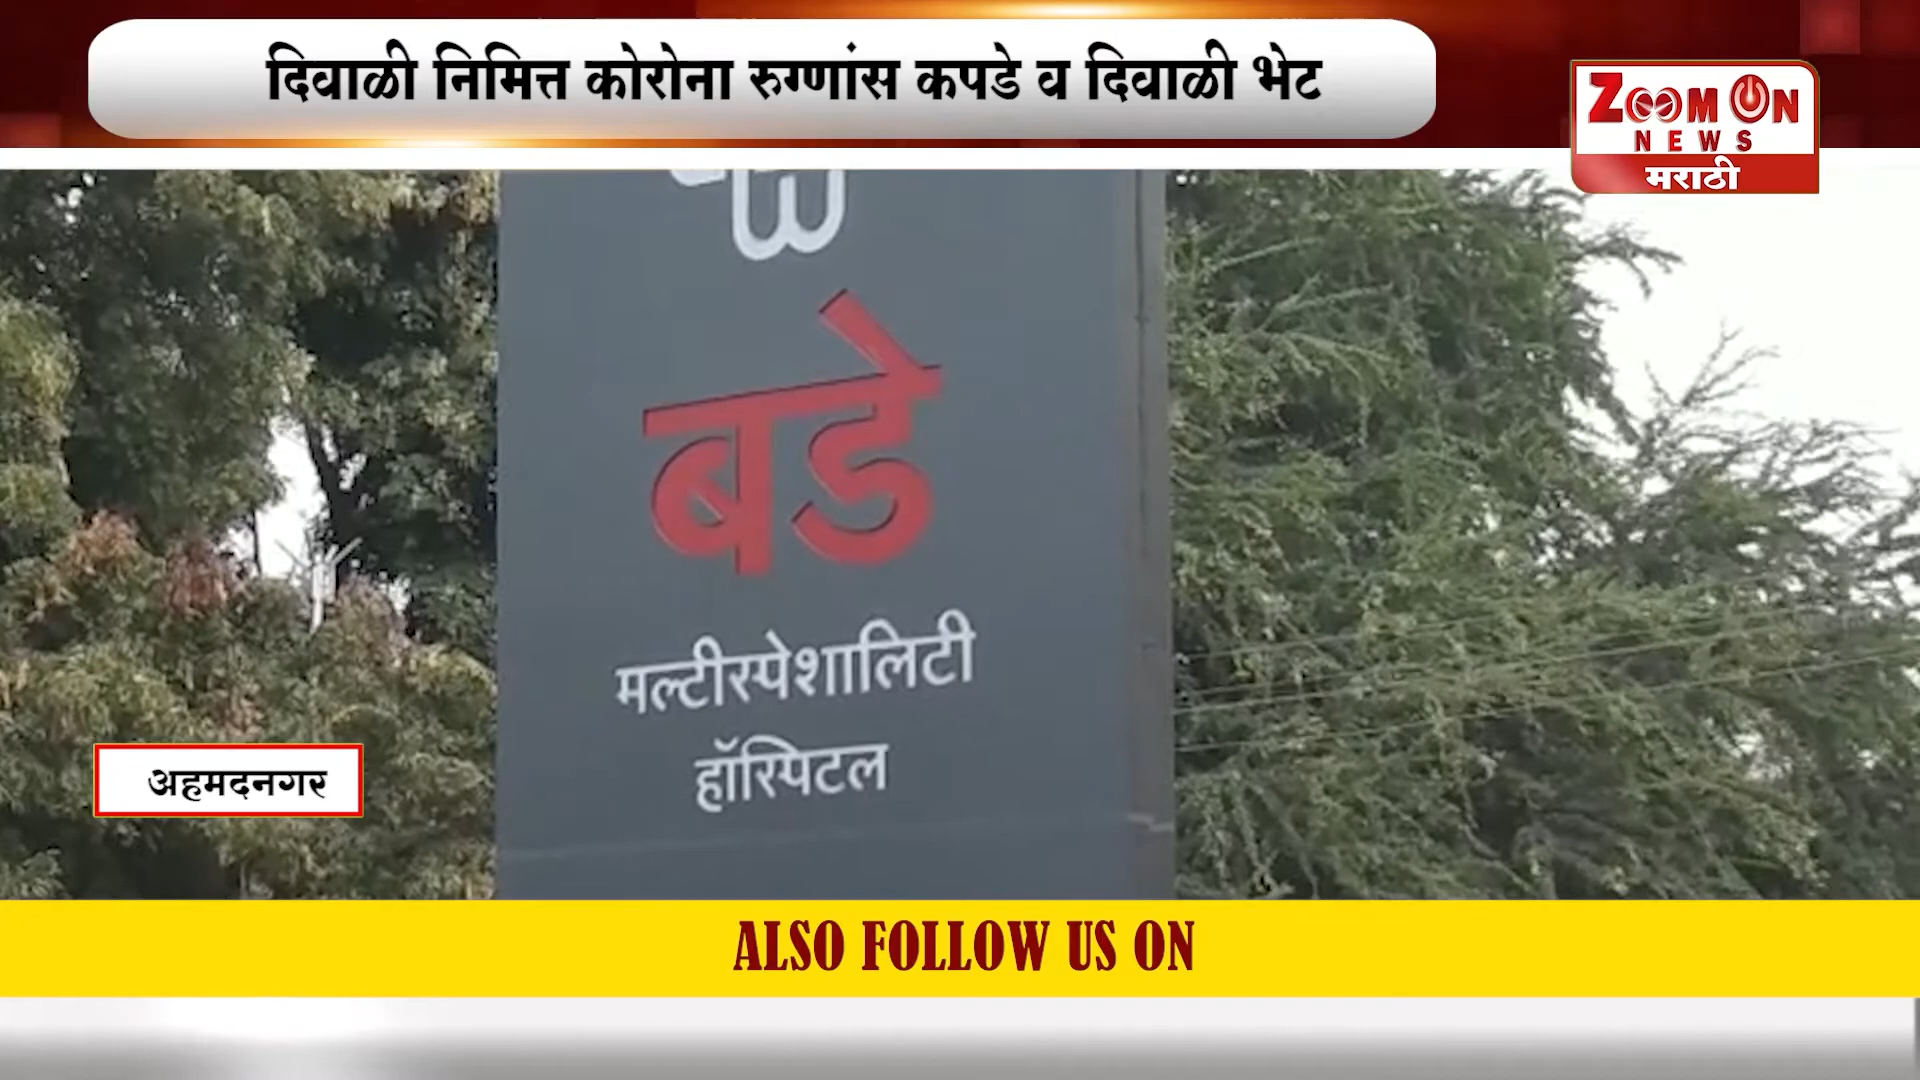 दिवाळी निमित्त कोरोना रुग्णांस कपडे व दिवाळी भेट
ZOOM ON
NEWS
मराठी
बडे
मल्टीस्पेशालिटी
हॉस्पिटल
अहमदनगर
ALSO FOLLOW US ON